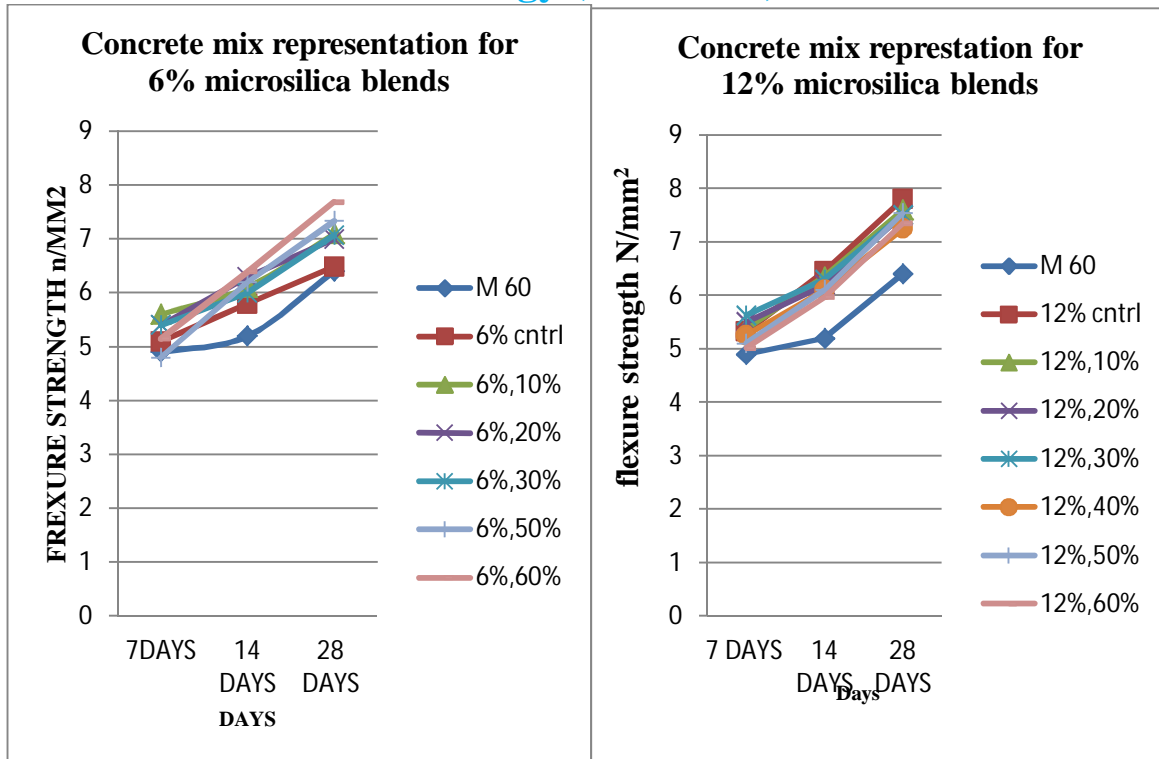 Concrete mix representation for
6% microsilica blends
FREXURE STRENGTH n/MM2
9
8
7
6
5
4
3
2
1
0
7DAYS
14
DAYS
28
DAYS
DAYS
M 60
6% cntrl
6%,10%
6%,20%
6%,30%
6%,50%
6%,60%
Concrete mix represtation for
12% microsilica blends
flexure strength N/mm²
9
8
7
6
5
4
3
2
1
0
7 DAYS
14
DAYS
28
DAYS
Days
M 60
12% cntrl
12%,10%
12%,20%
12%,30%
12%,40%
12%,50%
12%,60%